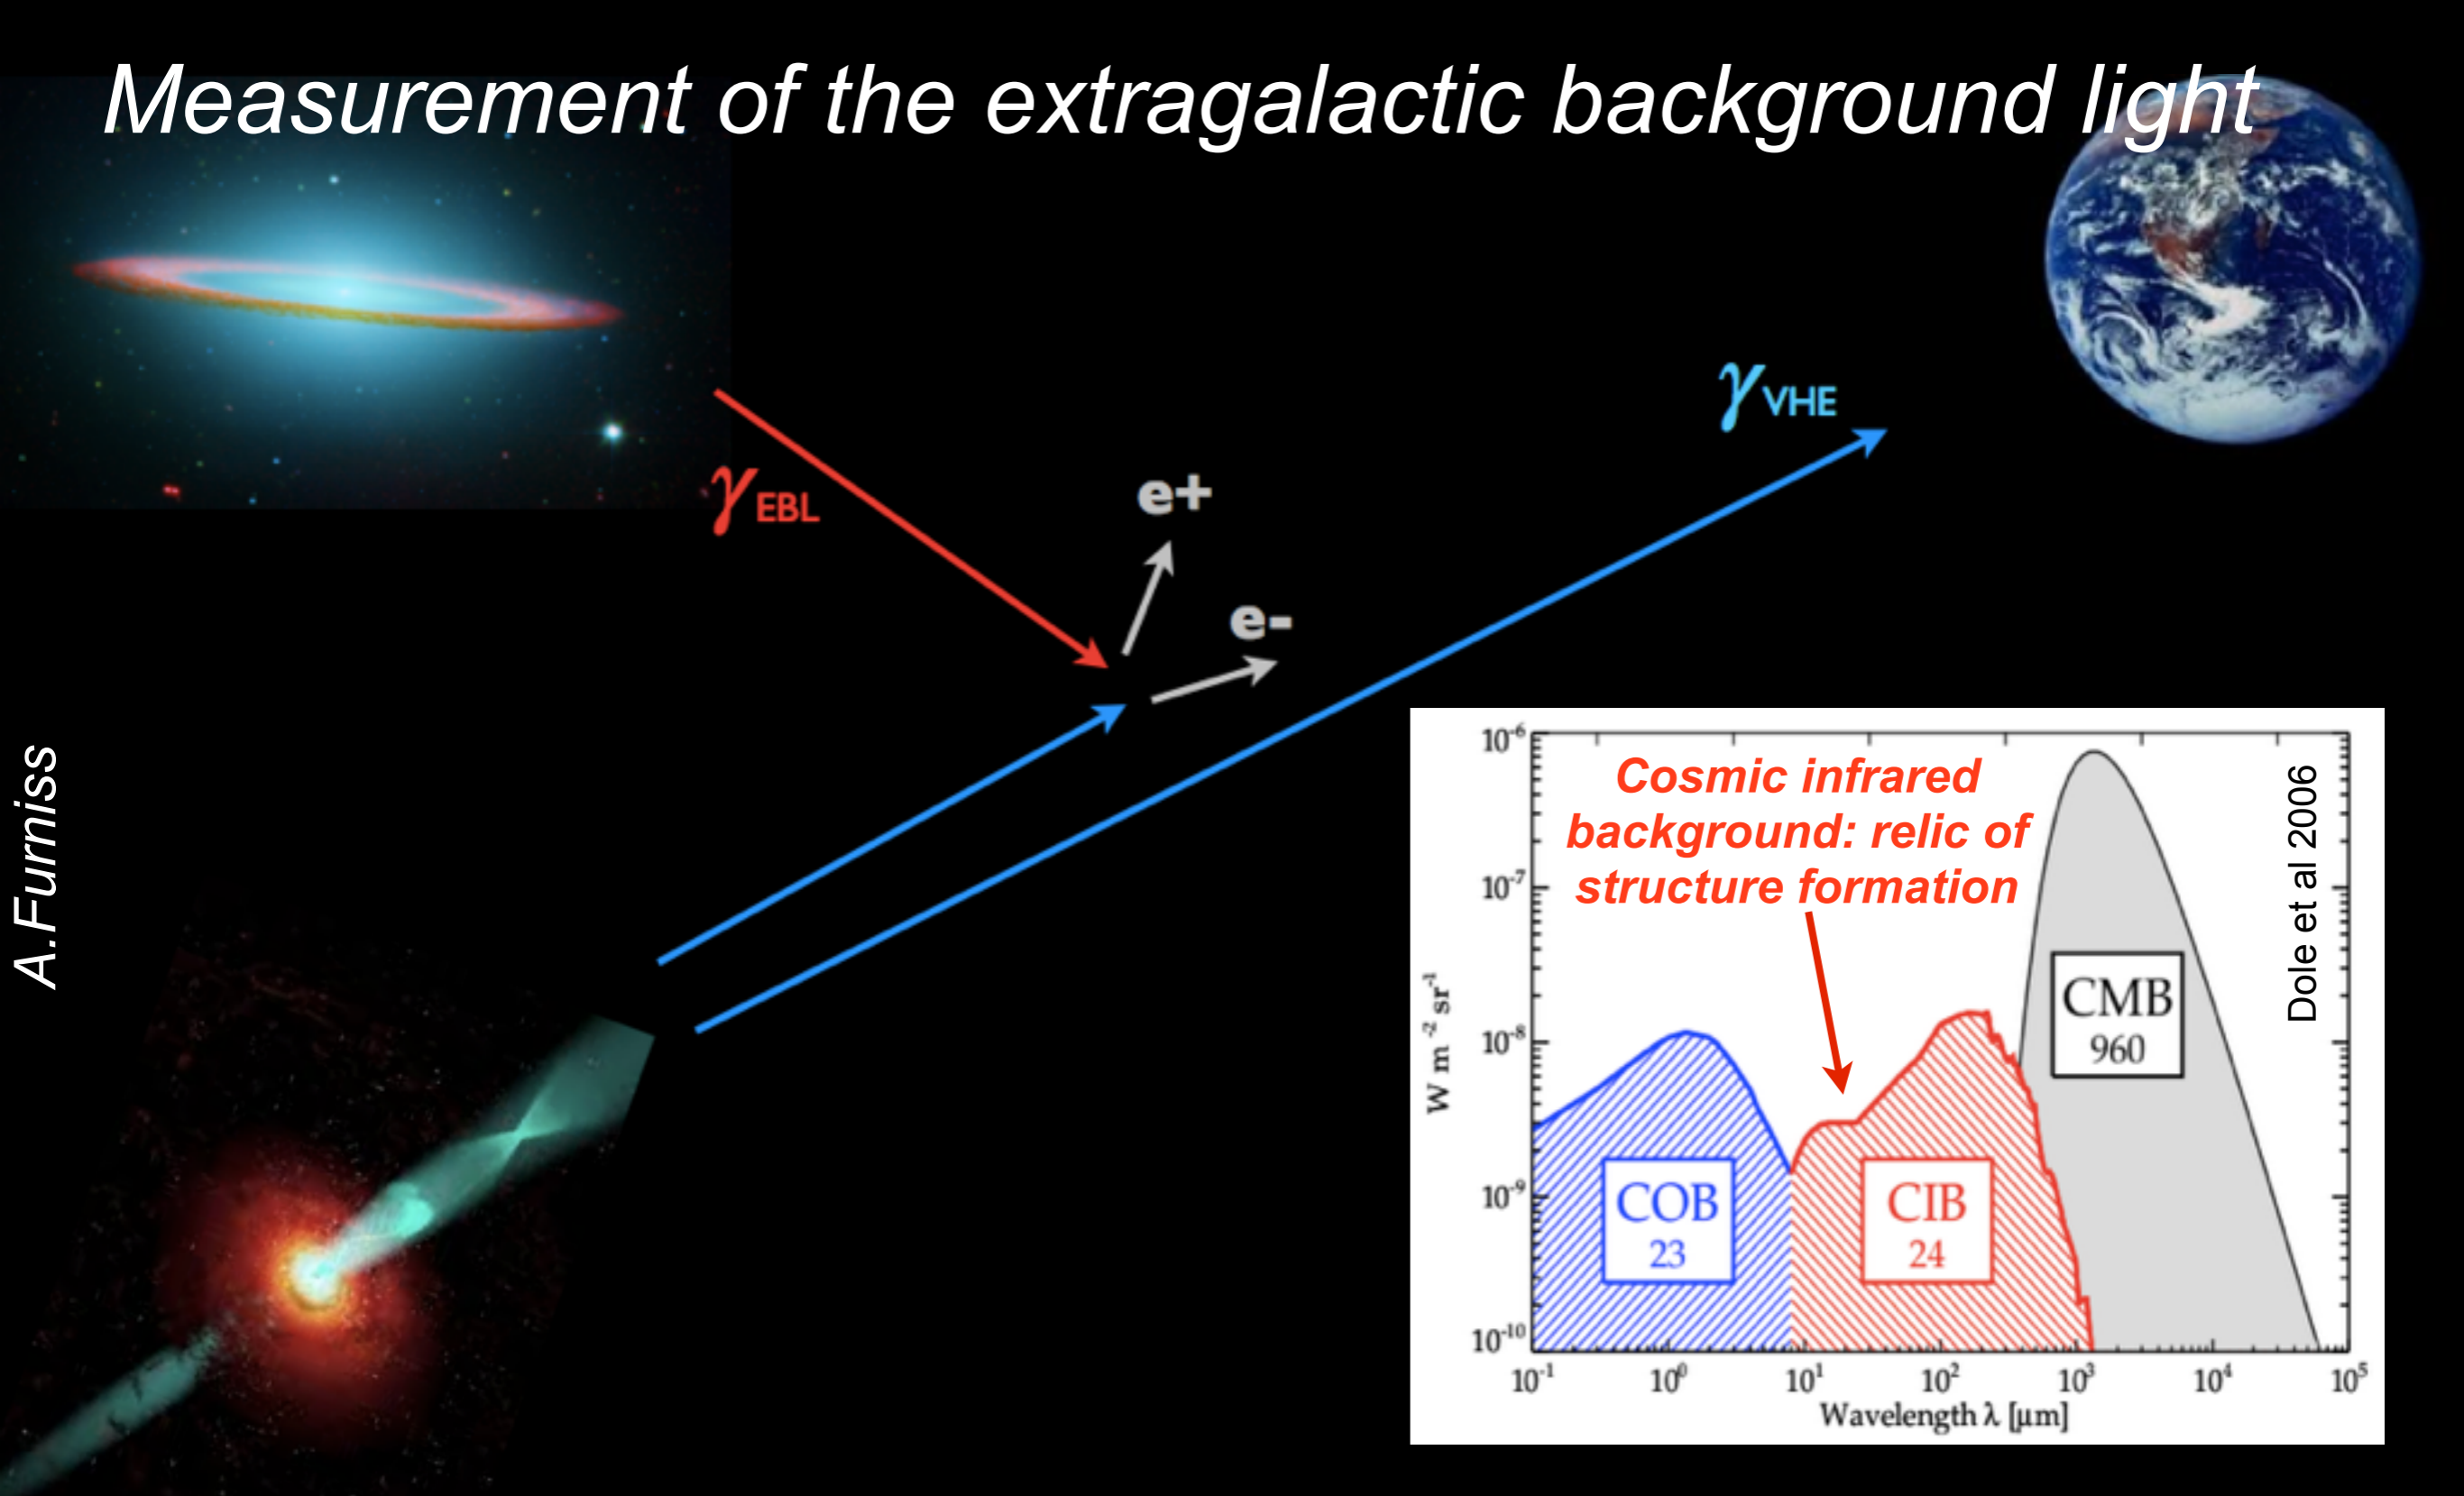 Measurement of the extragalactic background light
γ EBL
e+
e-
γ VHE
A.Furniss
Cosmic infrared
background: relic of
structure formation
Dole et al 2006
10⁻⁶
10⁻⁷
10⁻⁸
10⁻⁹
10⁻¹⁰
W m⁻² sr⁻¹
CMB
960
COB
23
CIB
24
10⁻¹ 10⁰ 10¹ 10² 10³ 10⁴ 10⁵
Wavelength λ [μm]